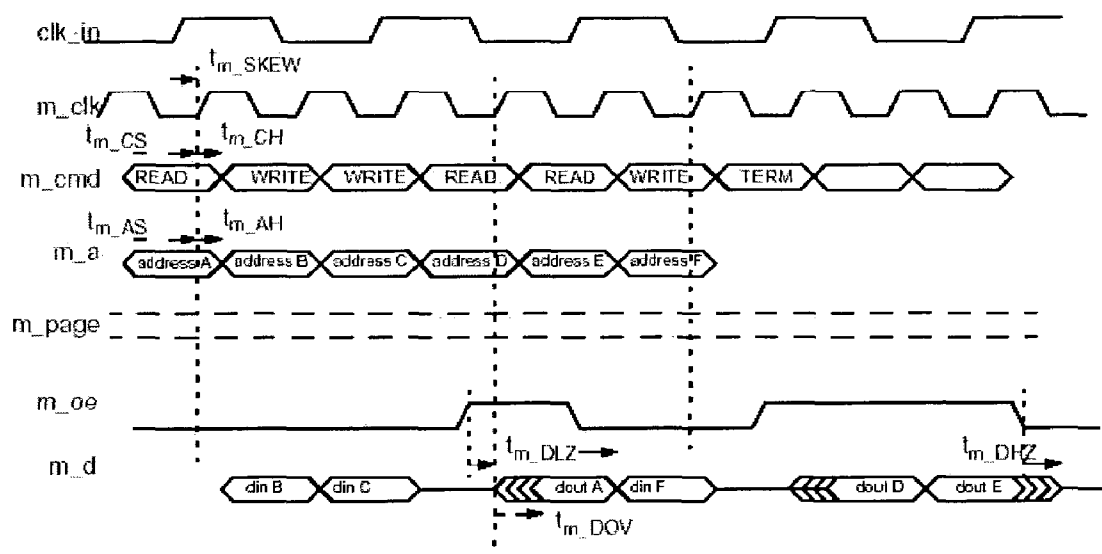 clk_in
t_m_SKEW
m_clk
t_m_CS t_m_CH
m_cmd READ WRITE WRITE READ READ WRITE TERM
t_m_AS t_m_AH
m_a address A address B address C address D address E address F
m_page
m_oe
m_d t_m_DLZ t_m_DHZ
din B din C dout A din F dout D dout E
t_m_DOV